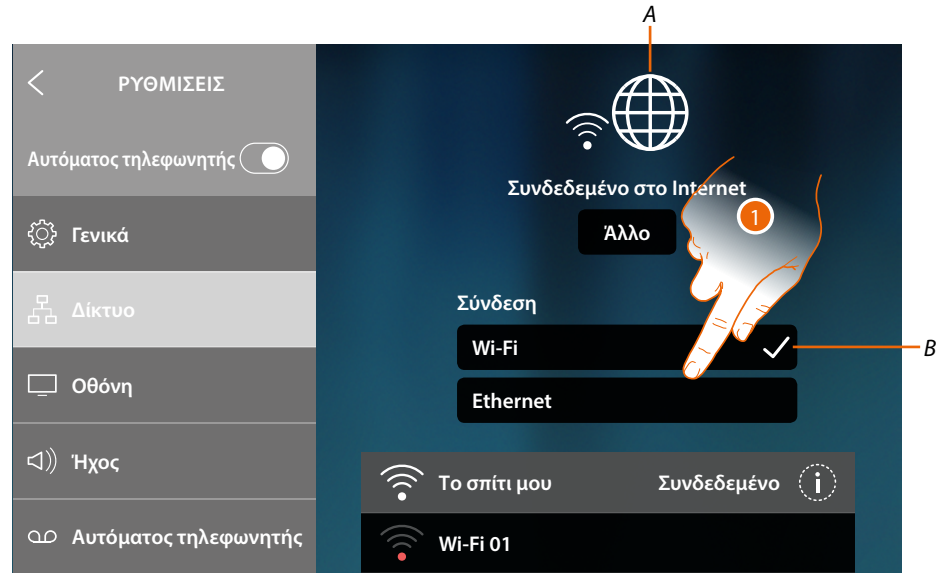 A
ΡΥΘΜΙΣΕΙΣ
Αυτόματος τηλεφωνητής
Γενικά
Δίκτυο
Οθόνη
Ήχος
Αυτόματος τηλεφωνητής
Συνδεδεμένο στο Internet
1
Άλλο
Σύνδεση
Wi-Fi
B
Ethernet
Το σπίτι μου Συνδεδεμένο i
Wi-Fi 01